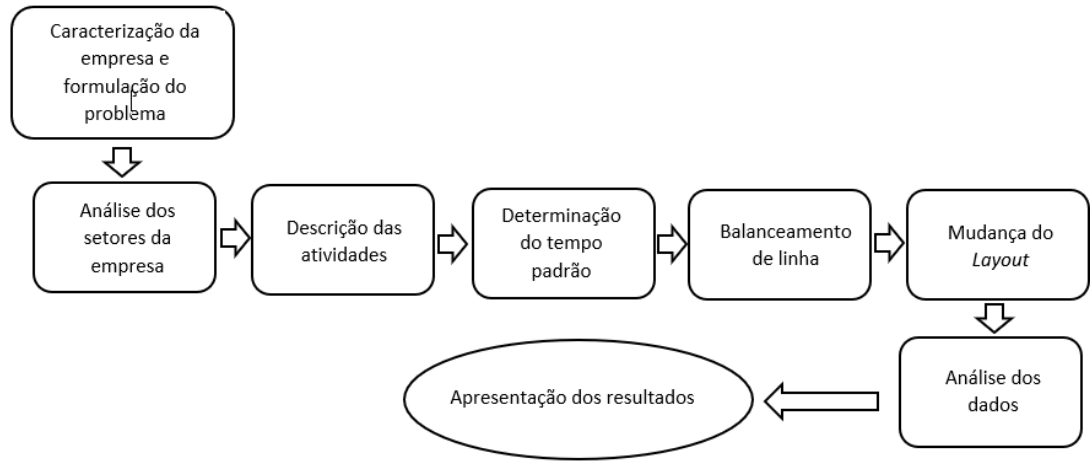 Caracterização da
empresa e
formulação do
problema
Análise dos
setores da
empresa
Descrição das
atividades
Determinação
do tempo
padrão
Balanceamento
de linha
Mudança do
Layout
Análise dos
dados
Apresentação dos resultados